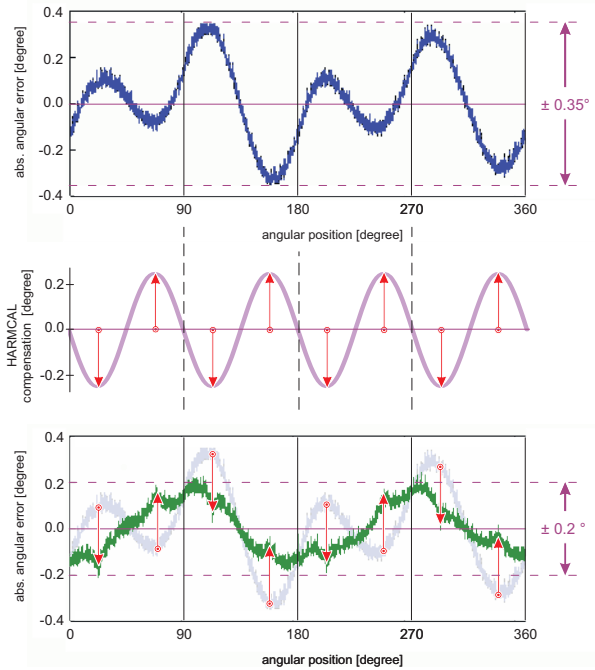 abs. angular error [degree]
0.4
0.2
0.0
-0.2
-0.4
± 0.35°
0 90 180 270 360
angular position [degree]
HARMCAL
compensation [degree]
0.2
0.0
-0.2
abs. angular error [degree]
0.4
0.2
0.0
-0.2
-0.4
± 0.2 °
0 90 180 270 360
angular position [degree]